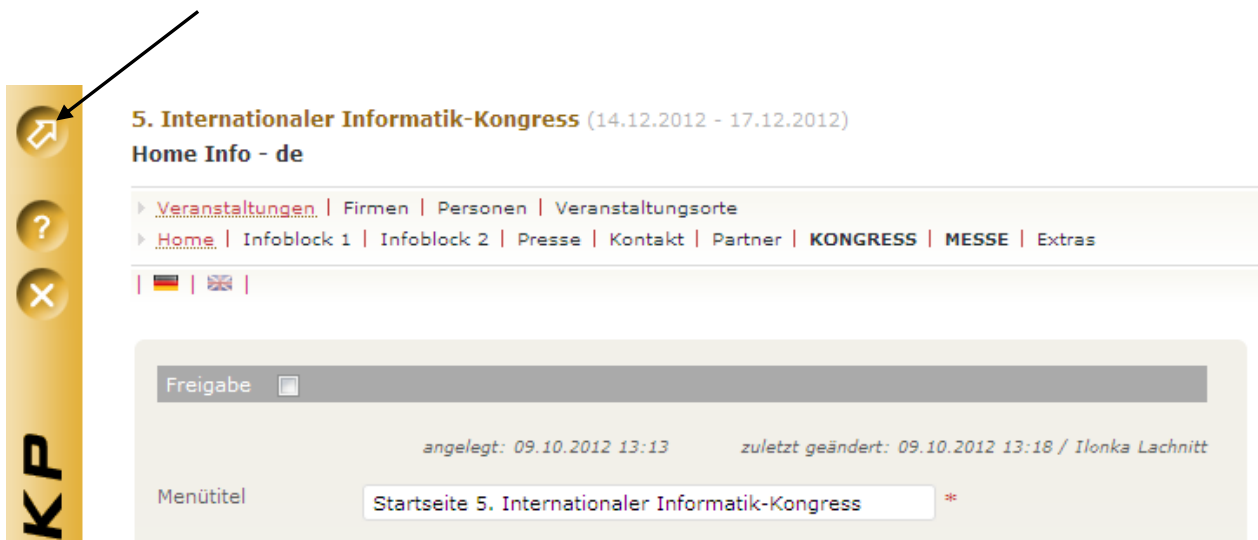 5. Internationaler Informatik-Kongress (14.12.2012 - 17.12.2012)
Home Info - de
Veranstaltungen | Firmen | Personen | Veranstaltungsorte
Home | Infoblock 1 | Infoblock 2 | Presse | Kontakt | Partner | KONGRESS | MESSE | Extras
Freigabe
angelegt: 09.10.2012 13:13 zuletzt geändert: 09.10.2012 13:18 / Ilonka Lachnitt
Menütitel Startseite 5. Internationaler Informatik-Kongress *
?
KP